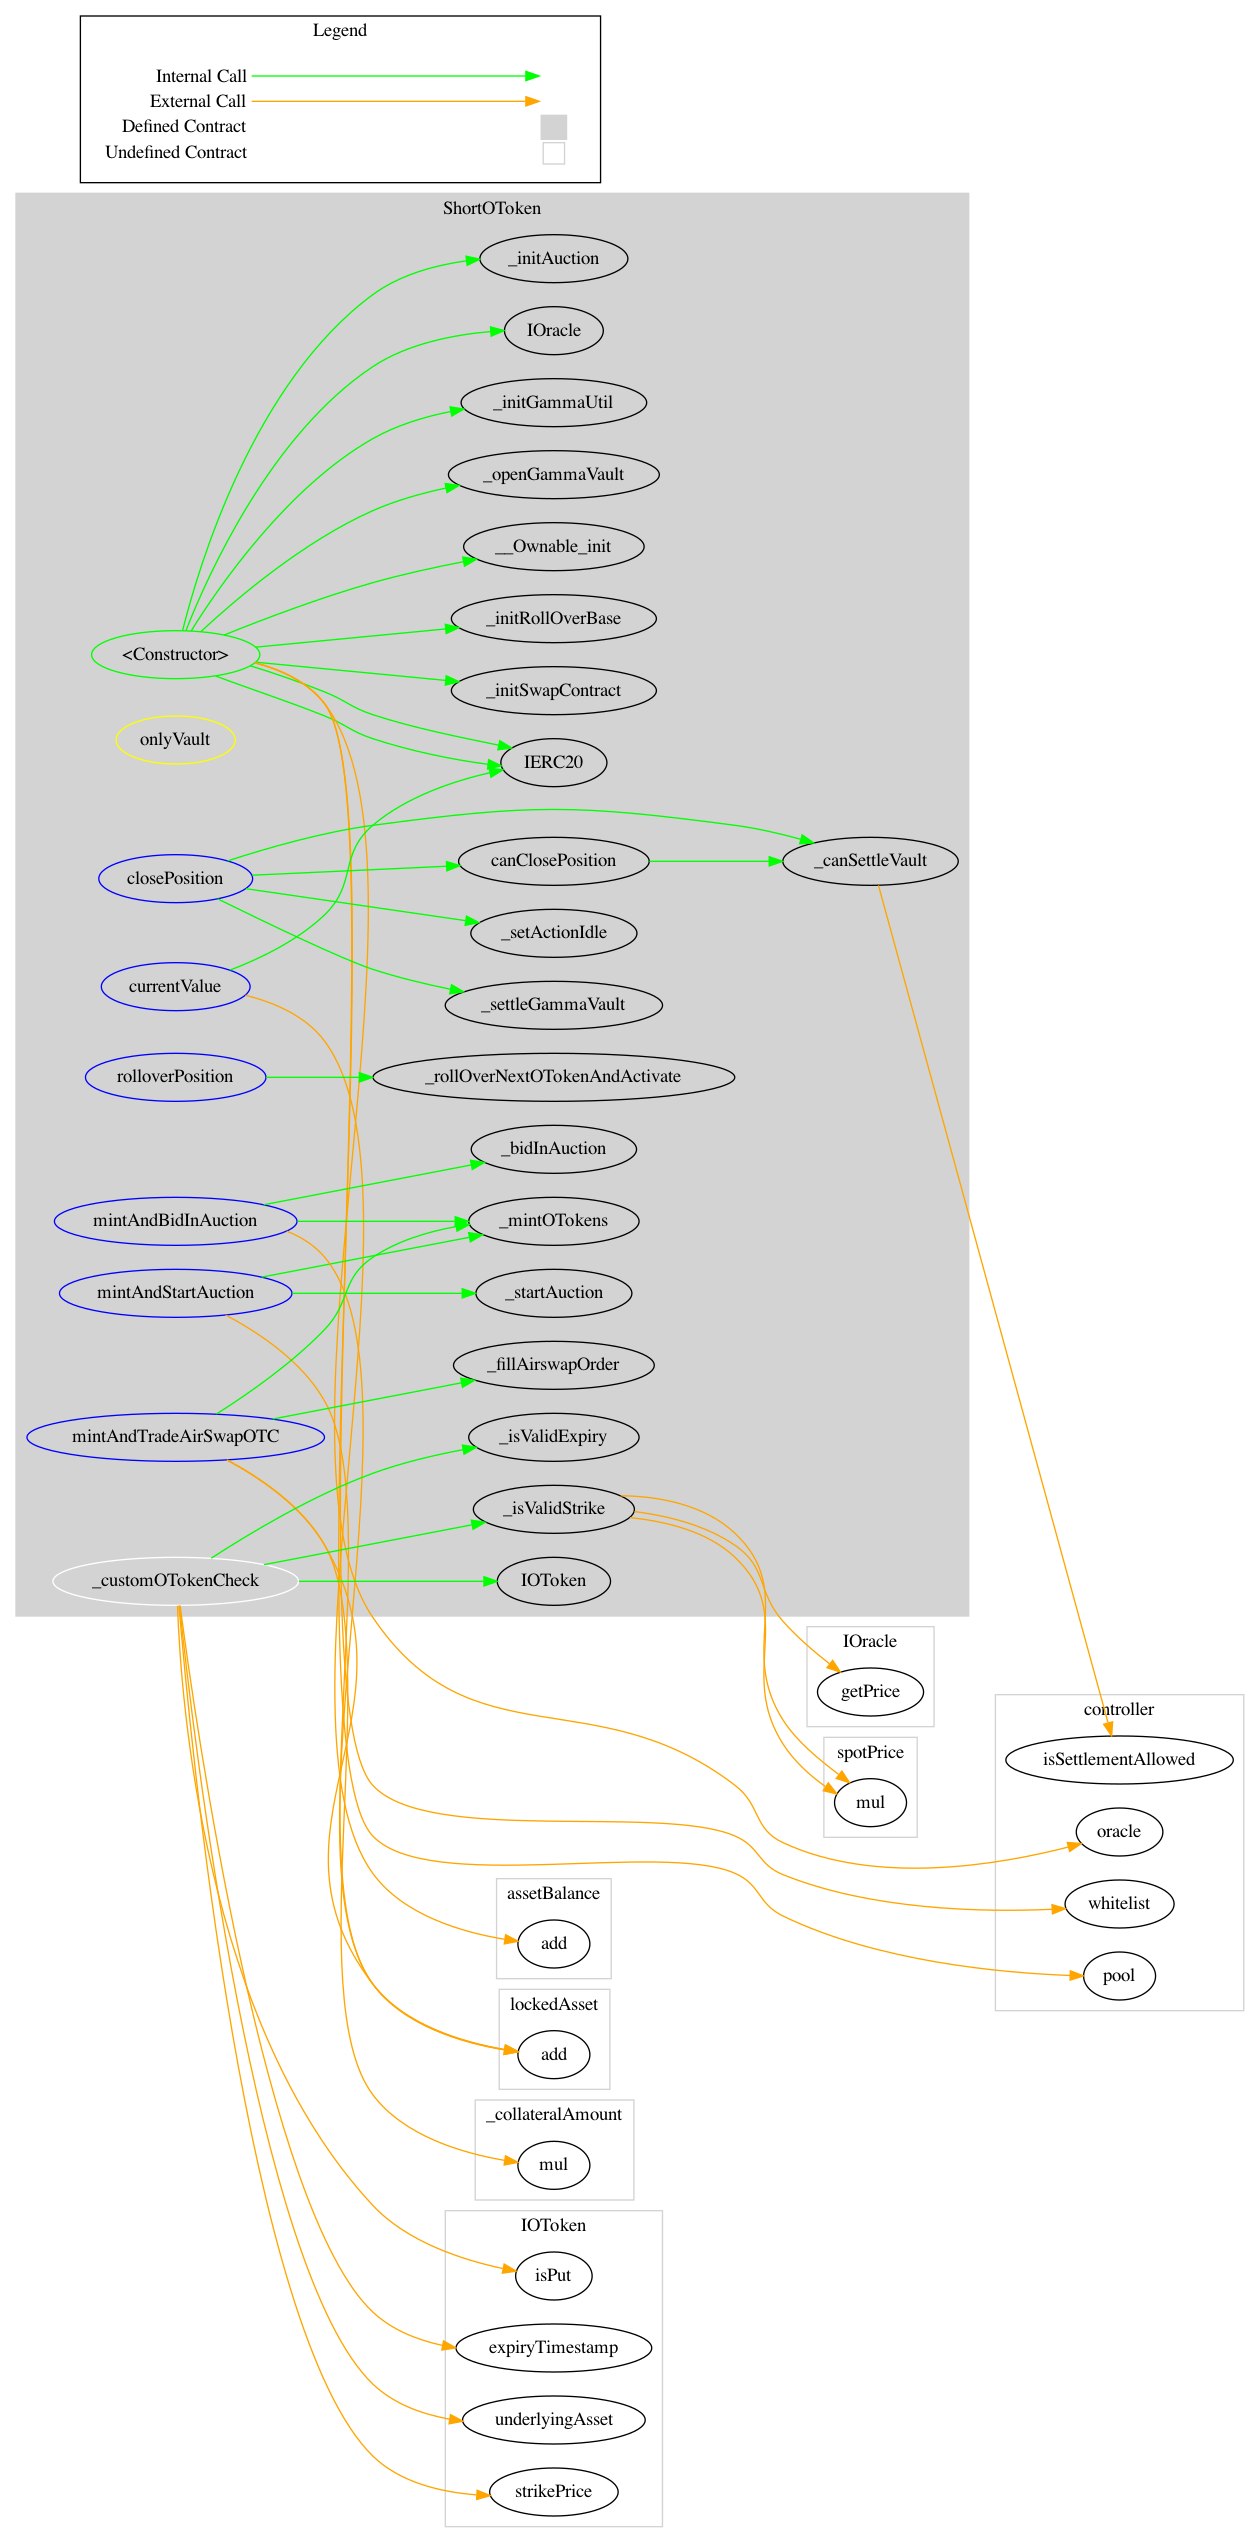 Legend
Internal Call
External Call
Defined Contract
Undefined Contract
ShortOToken
_initAuction
IOracle
_initGammaUtil
_openGammaVault
__Ownable_init
_initRollOverBase
<Constructor>
_initSwapContract
onlyVault
IERC20
closePosition
canClosePosition
_canSettleVault
_setActionIdle
currentValue
_settleGammaVault
rolloverPosition
_rollOverNextOTokenAndActivate
_bidInAuction
mintAndBidInAuction
_mintOTokens
mintAndStartAuction
_startAuction
_fillAirswapOrder
mintAndTradeAirSwapOTC
_isValidExpiry
_isValidStrike
_customOTokenCheck
IOToken
IOracle
getPrice
controller
isSettlementAllowed
spotPrice
mul
oracle
whitelist
pool
assetBalance
add
lockedAsset
add
_collateralAmount
mul
IOToken
isPut
expiryTimestamp
underlyingAsset
strikePrice